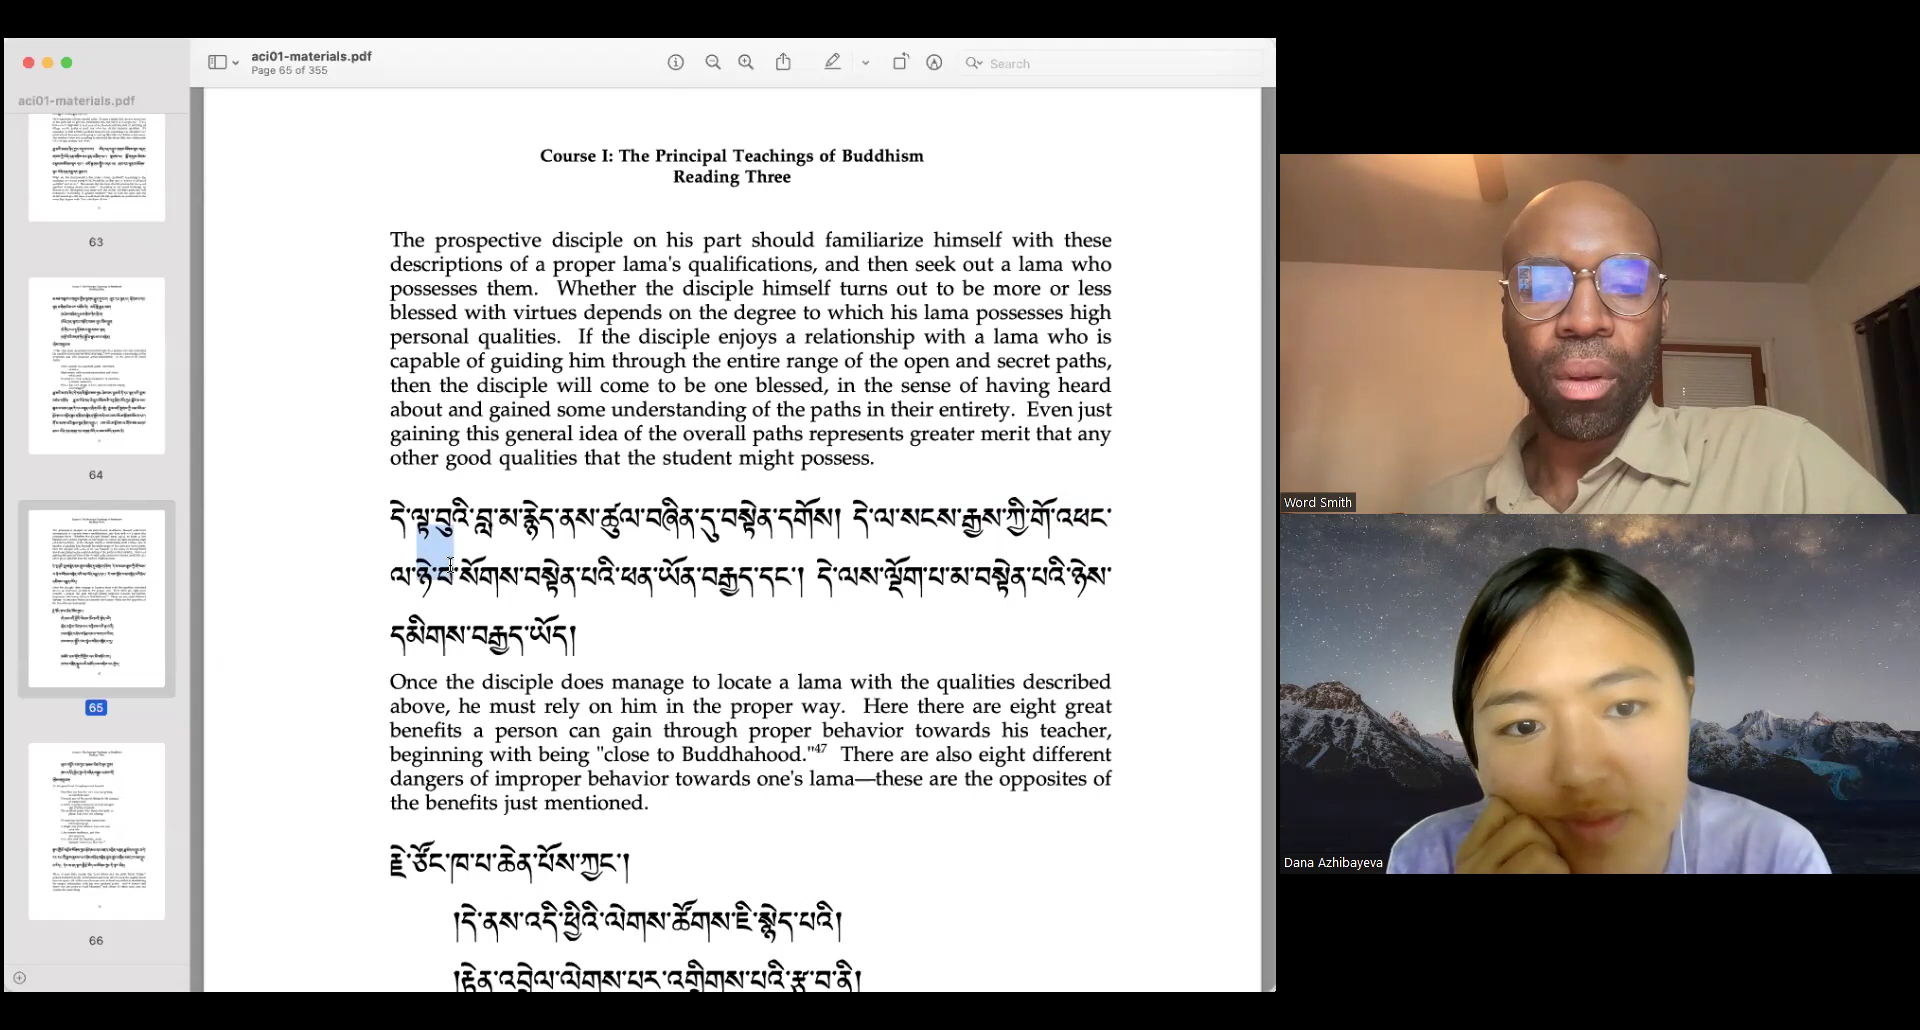 aci01-materials.pdf
Page 65 of 355
Search
aci01-materials.pdf
63
64
65
66
Course I: The Principal Teachings of Buddhism
Reading Three
The prospective disciple on his part should familiarize himself with these
descriptions of a proper lama's qualifications, and then seek out a lama who
possesses them. Whether the disciple himself turns out to be more or less
blessed with virtues depends on the degree to which his lama possesses high
personal qualities. If the disciple enjoys a relationship with a lama who is
capable of guiding him through the entire range of the open and secret paths,
then the disciple will come to be one blessed, in the sense of having heard
about and gained some understanding of the paths in their entirety. Even just
gaining this general idea of the overall paths represents greater merit that any
other good qualities that the student might possess.
དེ་ལྟ་བུའི་བླ་མ་རྙེད་ནས་ཚུལ་བཞིན་དུ་བསྟེན་དགོས། དེ་ལ་སངས་རྒྱས་ཀྱི་གོ་འཕང་
ལ་ཉེ་བ་སོགས་བསྟེན་པའི་ཕན་ཡོན་བརྒྱད་དང་། དེ་ལས་ལྡོག་པ་མ་བསྟེན་པའི་ཉེས་
དམིགས་བརྒྱད་ཡོད།
Once the disciple does manage to locate a lama with the qualities described
above, he must rely on him in the proper way. Here there are eight great
benefits a person can gain through proper behavior towards his teacher,
beginning with being "close to Buddhahood."47 There are also eight different
dangers of improper behavior towards one's lama—these are the opposites of
the benefits just mentioned.
རྗེ་ཙོང་ཁ་པ་ཆེན་པོས་ཀྱང་།
།དེ་ནས་འདི་ཕྱིའི་ལེགས་ཚོགས་ཇི་སྙེད་པའི།
།རྟེན་འབྲེལ་ལེགས་པར་འགྲིགས་པའི་རྩ་བ་ནི།
Word Smith
Dana Azhibayeva